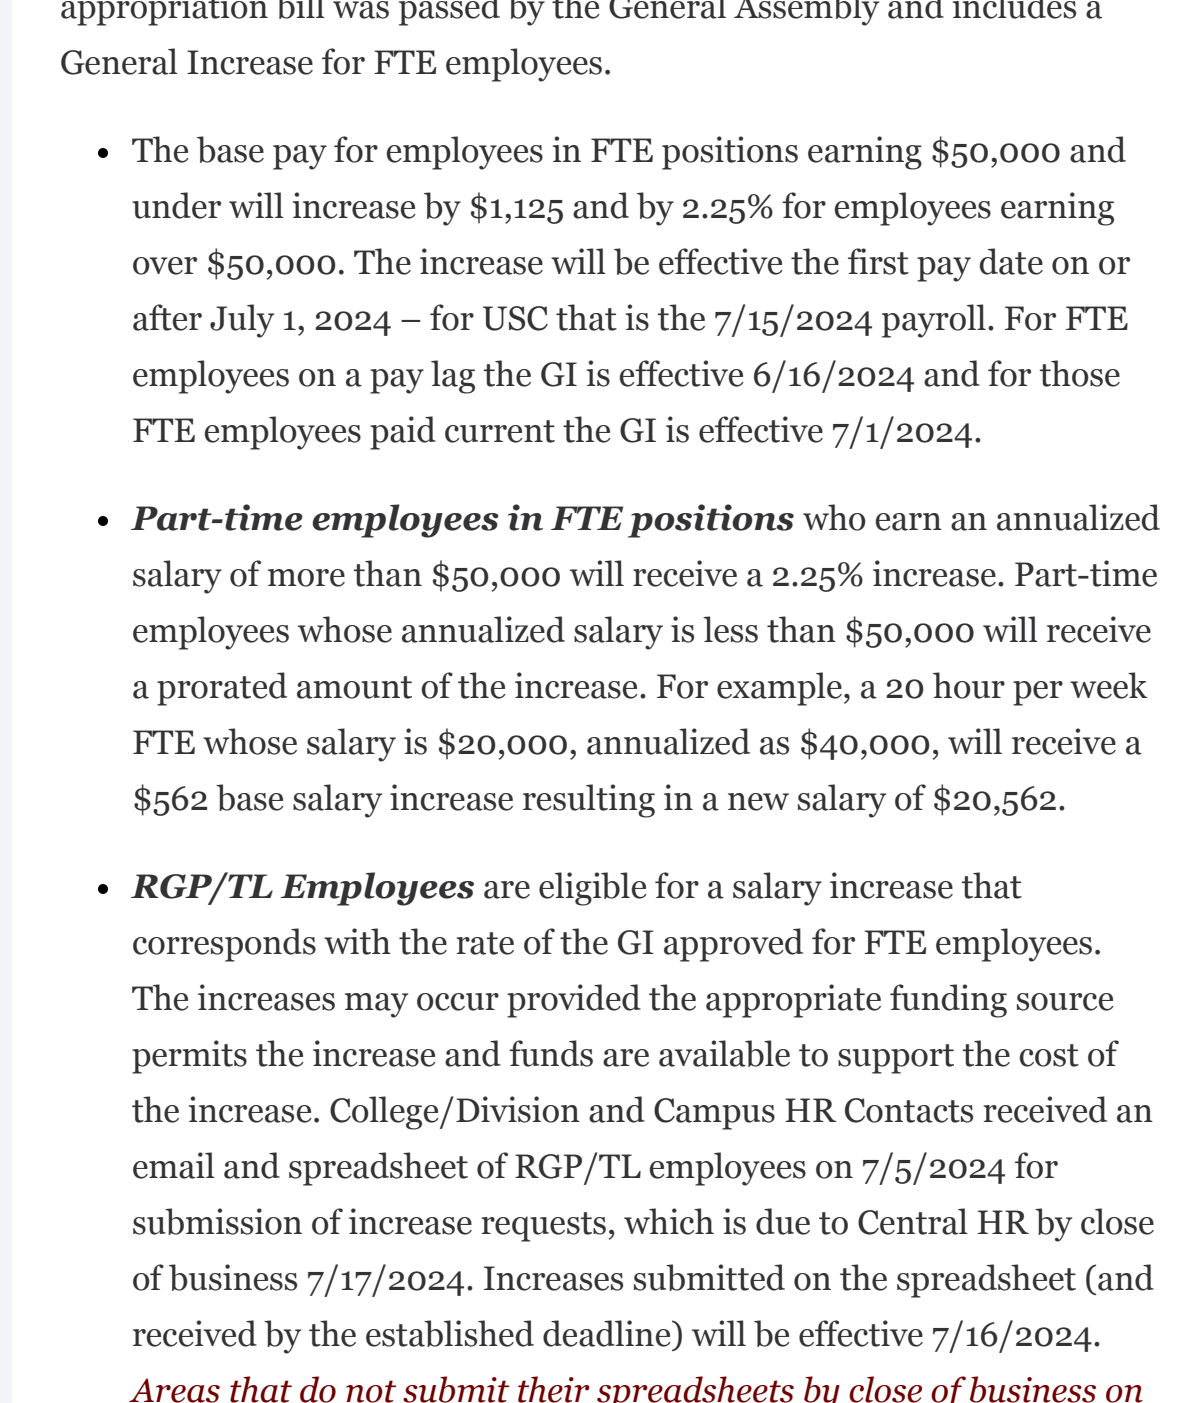 appropriation bill was passed by the General Assembly and includes a
General Increase for FTE employees.
• The base pay for employees in FTE positions earning $50,000 and
under will increase by $1,125 and by 2.25% for employees earning
over $50,000. The increase will be effective the first pay date on or
after July 1, 2024 – for USC that is the 7/15/2024 payroll. For FTE
employees on a pay lag the GI is effective 6/16/2024 and for those
FTE employees paid current the GI is effective 7/1/2024.
• Part-time employees in FTE positions who earn an annualized
salary of more than $50,000 will receive a 2.25% increase. Part-time
employees whose annualized salary is less than $50,000 will receive
a prorated amount of the increase. For example, a 20 hour per week
FTE whose salary is $20,000, annualized as $40,000, will receive a
$562 base salary increase resulting in a new salary of $20,562.
• RGP/TL Employees are eligible for a salary increase that
corresponds with the rate of the GI approved for FTE employees.
The increases may occur provided the appropriate funding source
permits the increase and funds are available to support the cost of
the increase. College/Division and Campus HR Contacts received an
email and spreadsheet of RGP/TL employees on 7/5/2024 for
submission of increase requests, which is due to Central HR by close
of business 7/17/2024. Increases submitted on the spreadsheet (and
received by the established deadline) will be effective 7/16/2024.
Areas that do not submit their spreadsheets by close of business on